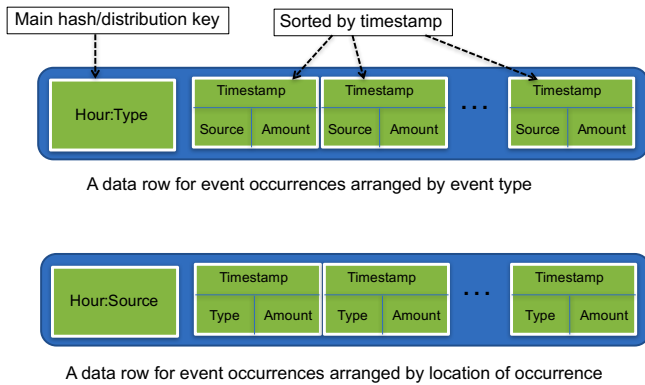 Main hash/distribution key
Sorted by timestamp
Hour:Type
Timestamp
Source
Amount
Timestamp
Source
Amount
...
Timestamp
Source
Amount
A data row for event occurrences arranged by event type
Hour:Source
Timestamp
Type
Amount
Timestamp
Type
Amount
...
Timestamp
Type
Amount
A data row for event occurrences arranged by location of occurrence